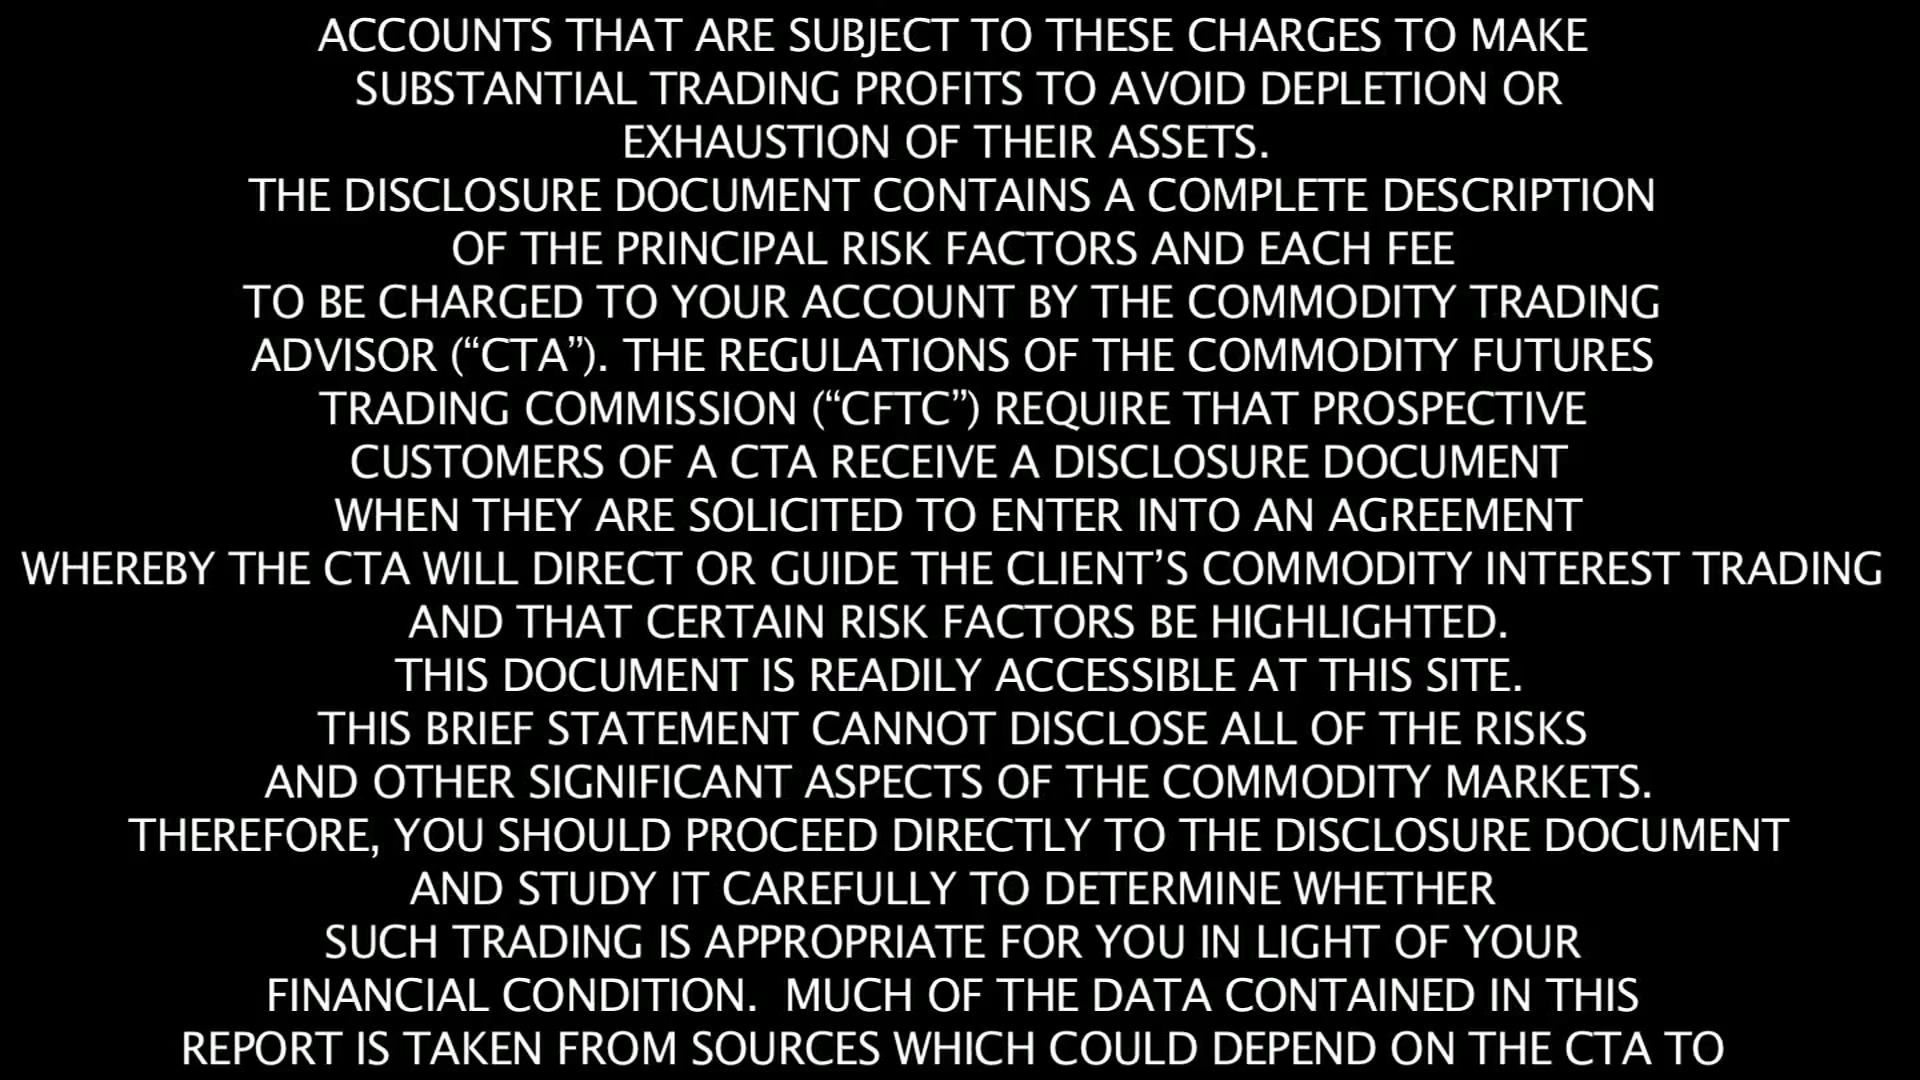 ACCOUNTS THAT ARE SUBJECT TO THESE CHARGES TO MAKE
SUBSTANTIAL TRADING PROFITS TO AVOID DEPLETION OR
EXHAUSTION OF THEIR ASSETS.
THE DISCLOSURE DOCUMENT CONTAINS A COMPLETE DESCRIPTION
OF THE PRINCIPAL RISK FACTORS AND EACH FEE
TO BE CHARGED TO YOUR ACCOUNT BY THE COMMODITY TRADING
ADVISOR (“CTA”). THE REGULATIONS OF THE COMMODITY FUTURES
TRADING COMMISSION (“CFTC”) REQUIRE THAT PROSPECTIVE
CUSTOMERS OF A CTA RECEIVE A DISCLOSURE DOCUMENT
WHEN THEY ARE SOLICITED TO ENTER INTO AN AGREEMENT
WHEREBY THE CTA WILL DIRECT OR GUIDE THE CLIENT’S COMMODITY INTEREST TRADING
AND THAT CERTAIN RISK FACTORS BE HIGHLIGHTED.
THIS DOCUMENT IS READILY ACCESSIBLE AT THIS SITE.
THIS BRIEF STATEMENT CANNOT DISCLOSE ALL OF THE RISKS
AND OTHER SIGNIFICANT ASPECTS OF THE COMMODITY MARKETS.
THEREFORE, YOU SHOULD PROCEED DIRECTLY TO THE DISCLOSURE DOCUMENT
AND STUDY IT CAREFULLY TO DETERMINE WHETHER
SUCH TRADING IS APPROPRIATE FOR YOU IN LIGHT OF YOUR
FINANCIAL CONDITION.  MUCH OF THE DATA CONTAINED IN THIS
REPORT IS TAKEN FROM SOURCES WHICH COULD DEPEND ON THE CTA TO